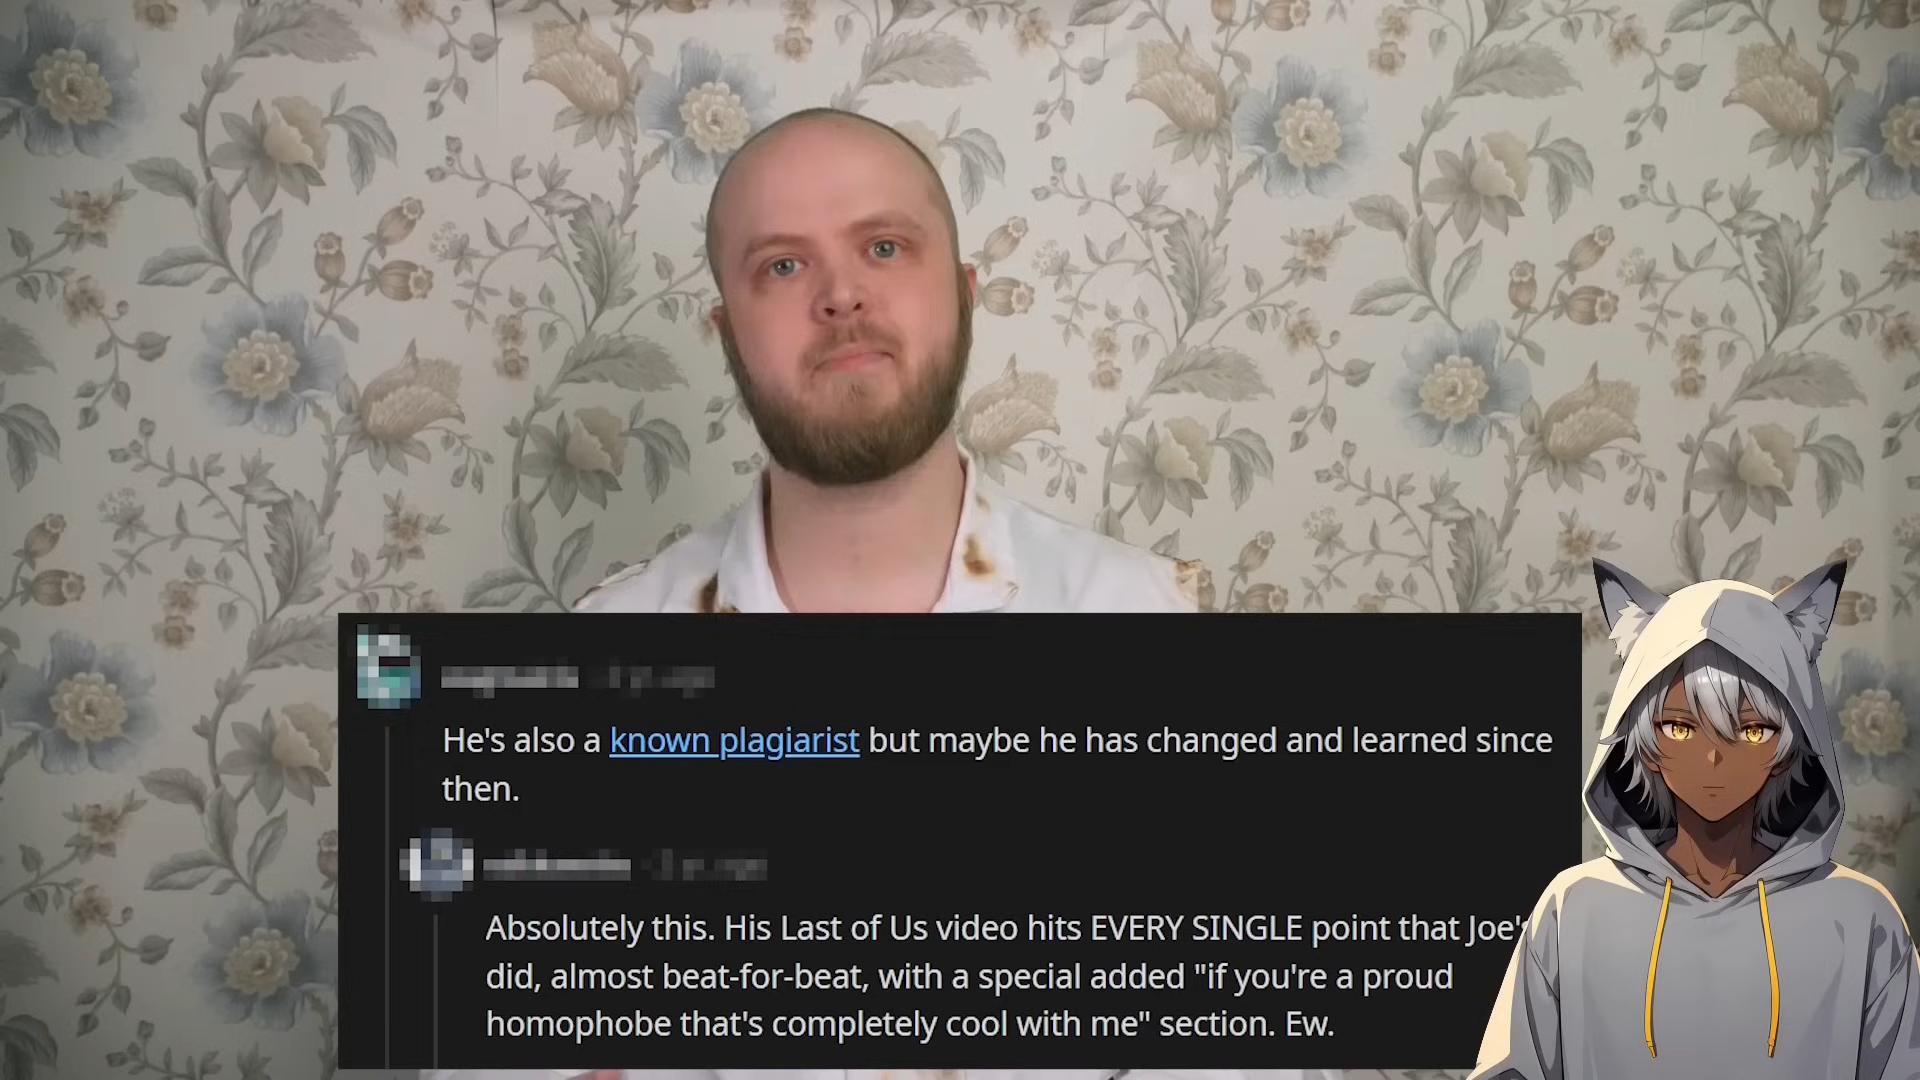 He's also a known plagiarist but maybe he has changed and learned since
then.
Absolutely this. His Last of Us video hits EVERY SINGLE point that Joe's
did, almost beat-for-beat, with a special added "if you're a proud
homophobe that's completely cool with me" section. Ew.